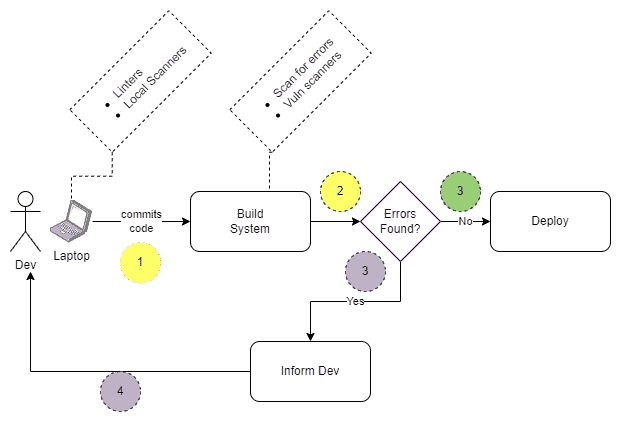 Linters
Local Scanners
Scan for errors
Vuln scanners
Dev
Laptop
commits
code
1
Build
System
2
Errors
Found?
3
No
Deploy
3
Yes
Inform Dev
4